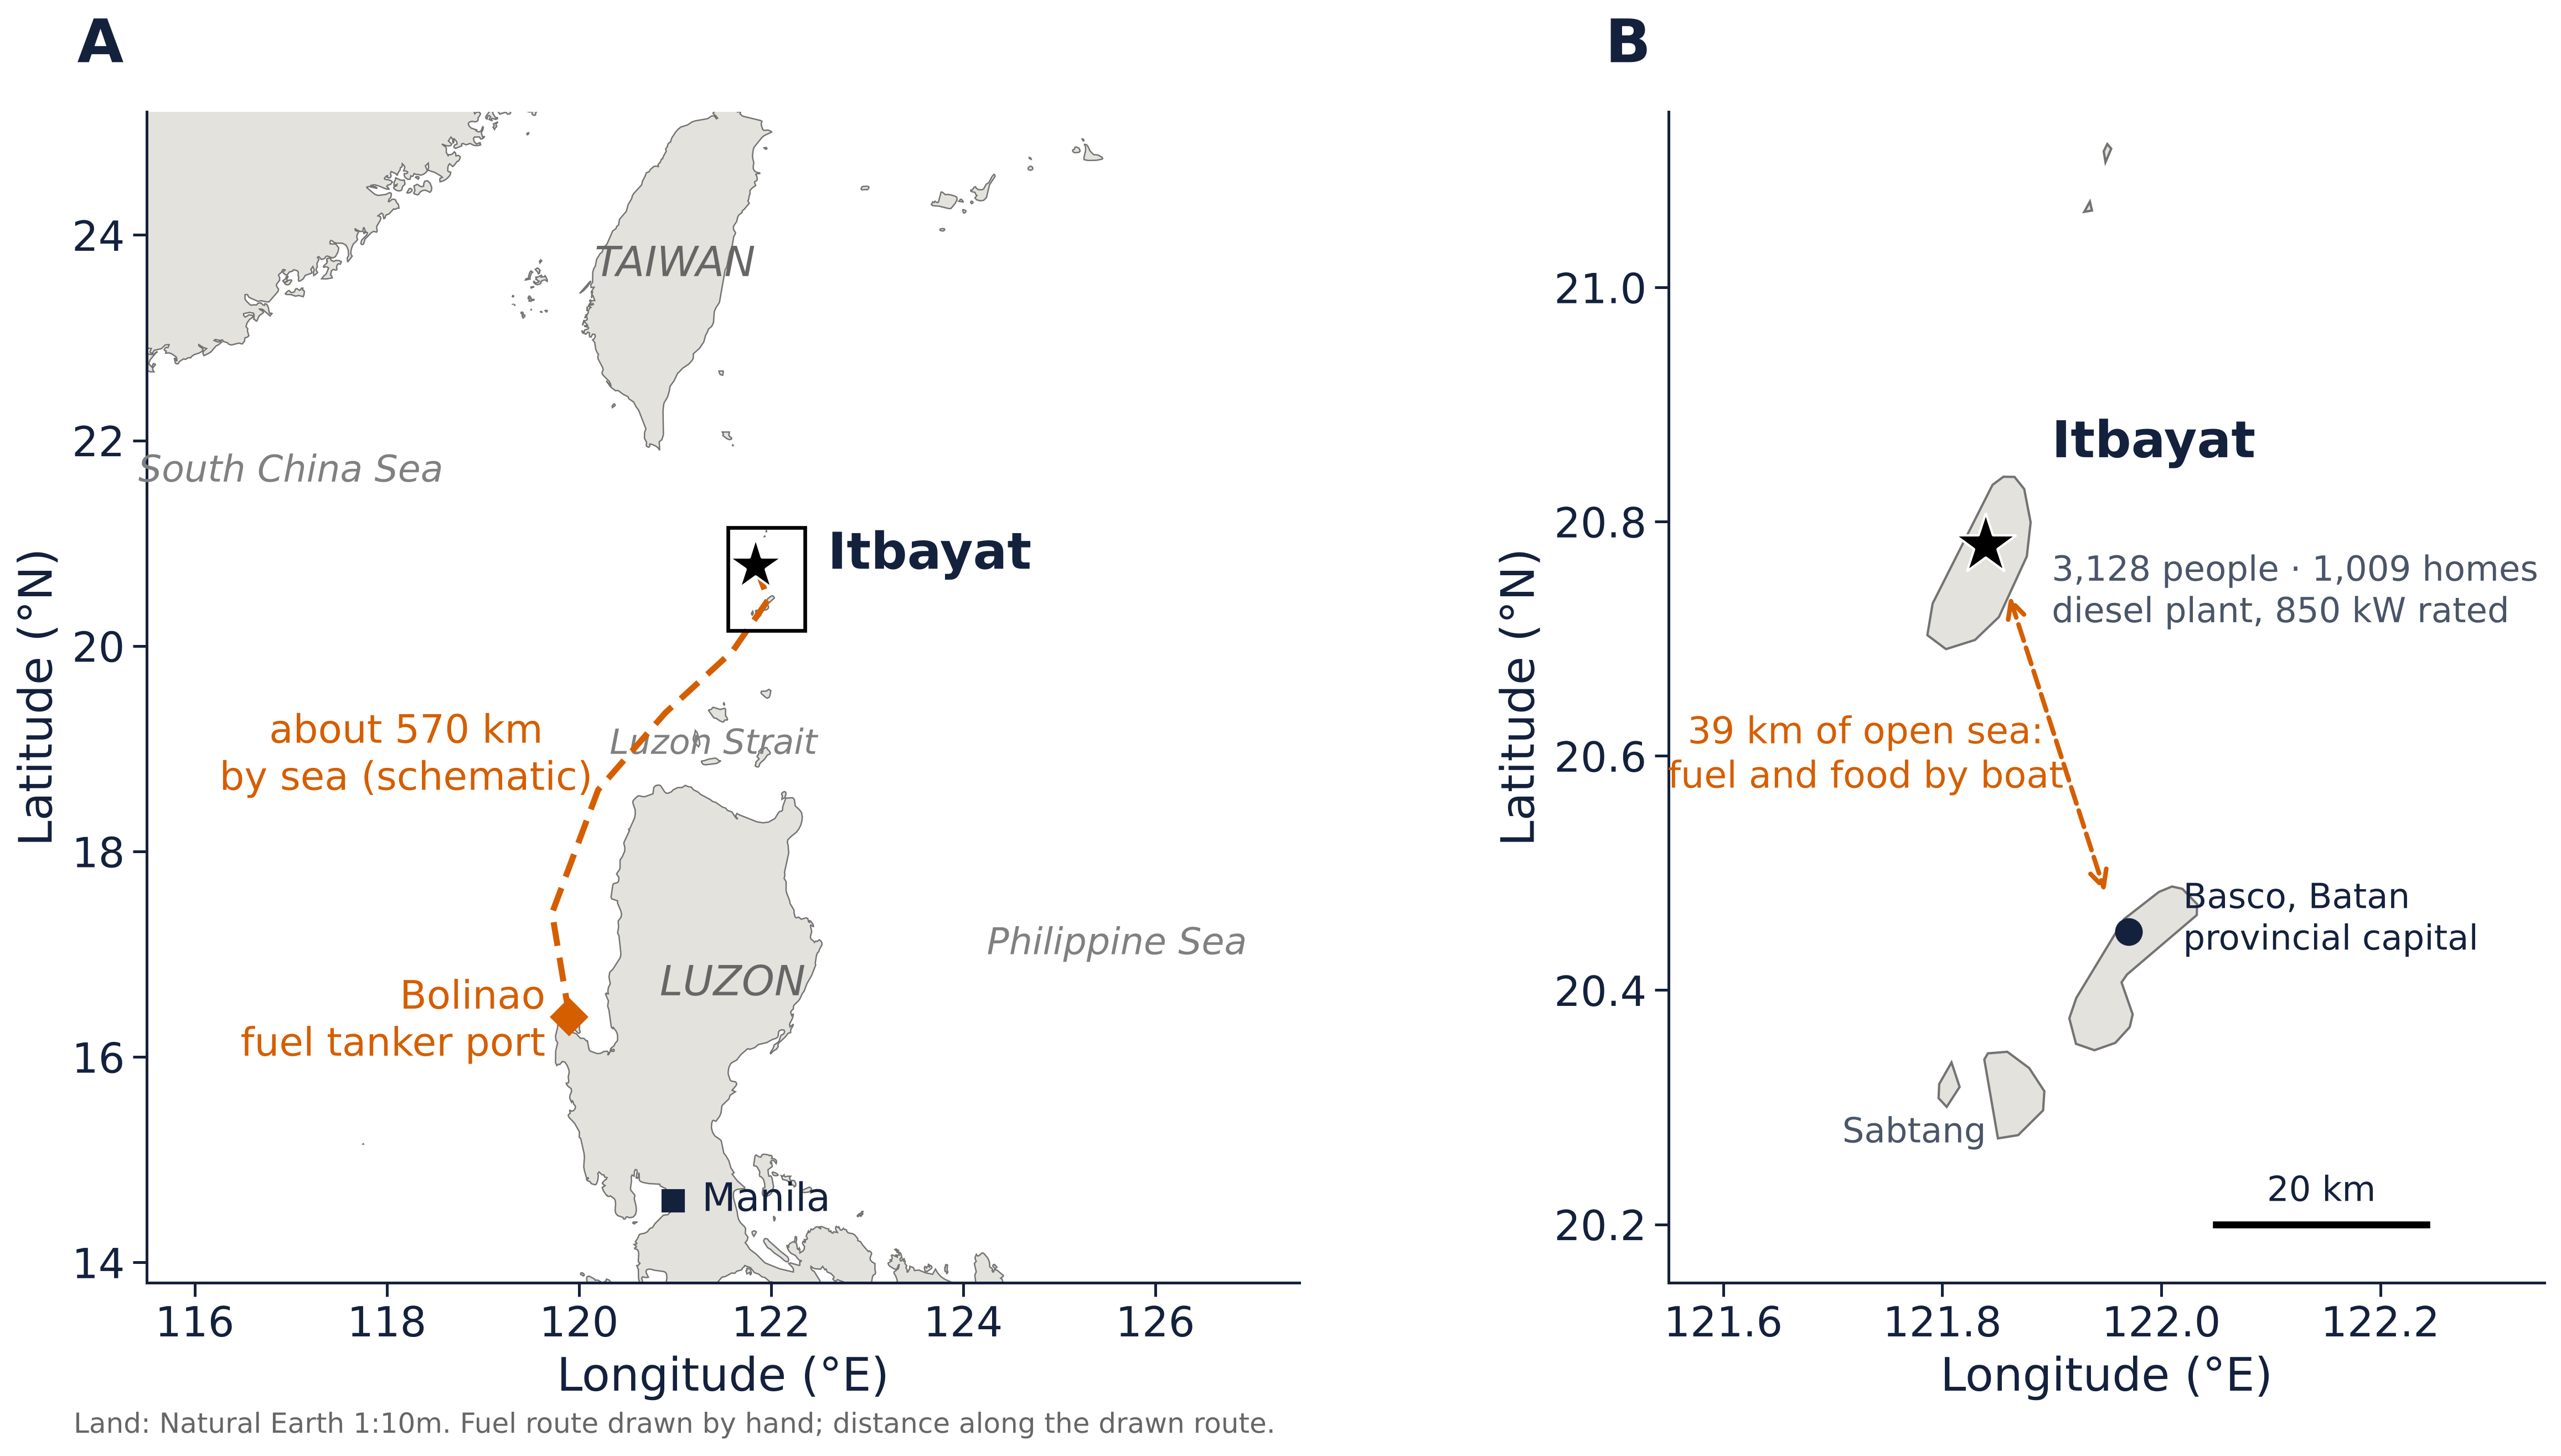 A
Latitude (°N)
24
22
20
18
16
14
TAIWAN
South China Sea
Itbayat
about 570 km
by sea (schematic)
Luzon Strait
Philippine Sea
LUZON
Bolinao
fuel tanker port
Manila
116
118
120
122
124
126
Longitude (°E)
Land: Natural Earth 1:10m. Fuel route drawn by hand; distance along the drawn route.
B
Latitude (°N)
21.0
20.8
20.6
20.4
20.2
Itbayat
3,128 people · 1,009 homes
diesel plant, 850 kW rated
39 km of open sea:
fuel and food by boat
Basco, Batan
provincial capital
Sabtang
20 km
121.6
121.8
122.0
122.2
Longitude (°E)